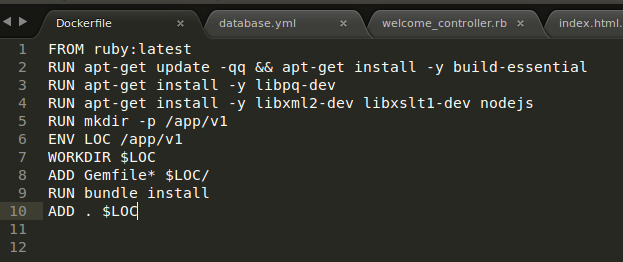 Dockerfile × database.yml × welcome_controller.rb × index.html.
1 FROM ruby:latest
2 RUN apt-get update -qq && apt-get install -y build-essential
3 RUN apt-get install -y libpq-dev
4 RUN apt-get install -y libxml2-dev libxslt1-dev nodejs
5 RUN mkdir -p /app/v1
6 ENV LOC /app/v1
7 WORKDIR $LOC
8 ADD Gemfile* $LOC/
9 RUN bundle install
10 ADD . $LOC
11
12